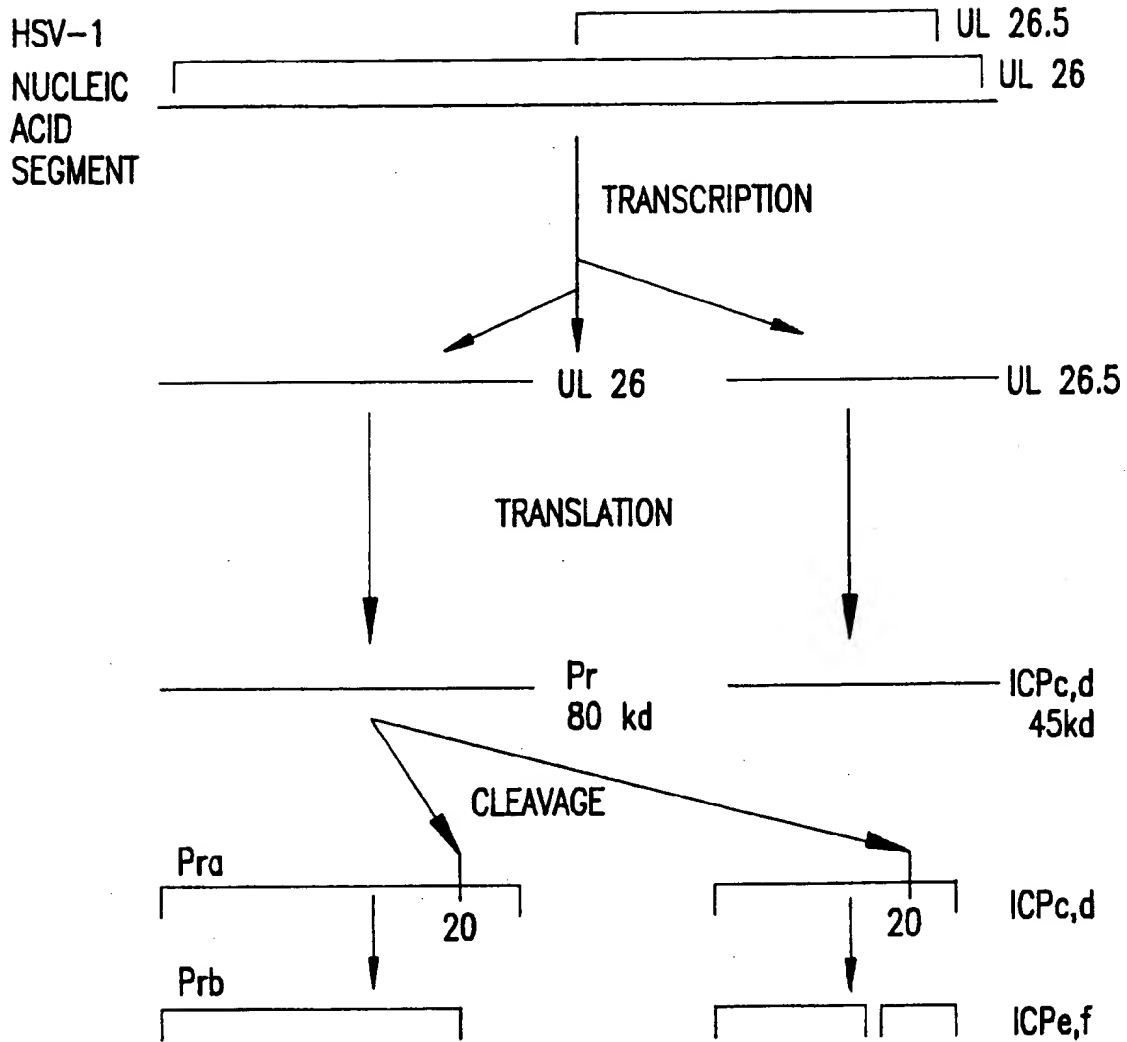 HSV-1
NUCLEIC
ACID
SEGMENT
UL 26.5
UL 26
TRANSCRIPTION
UL 26
UL 26.5
TRANSLATION
Pr
80 kd
ICPc,d
45kd
CLEAVAGE
Pra
20
20
ICPc,d
Prb
ICPe,f